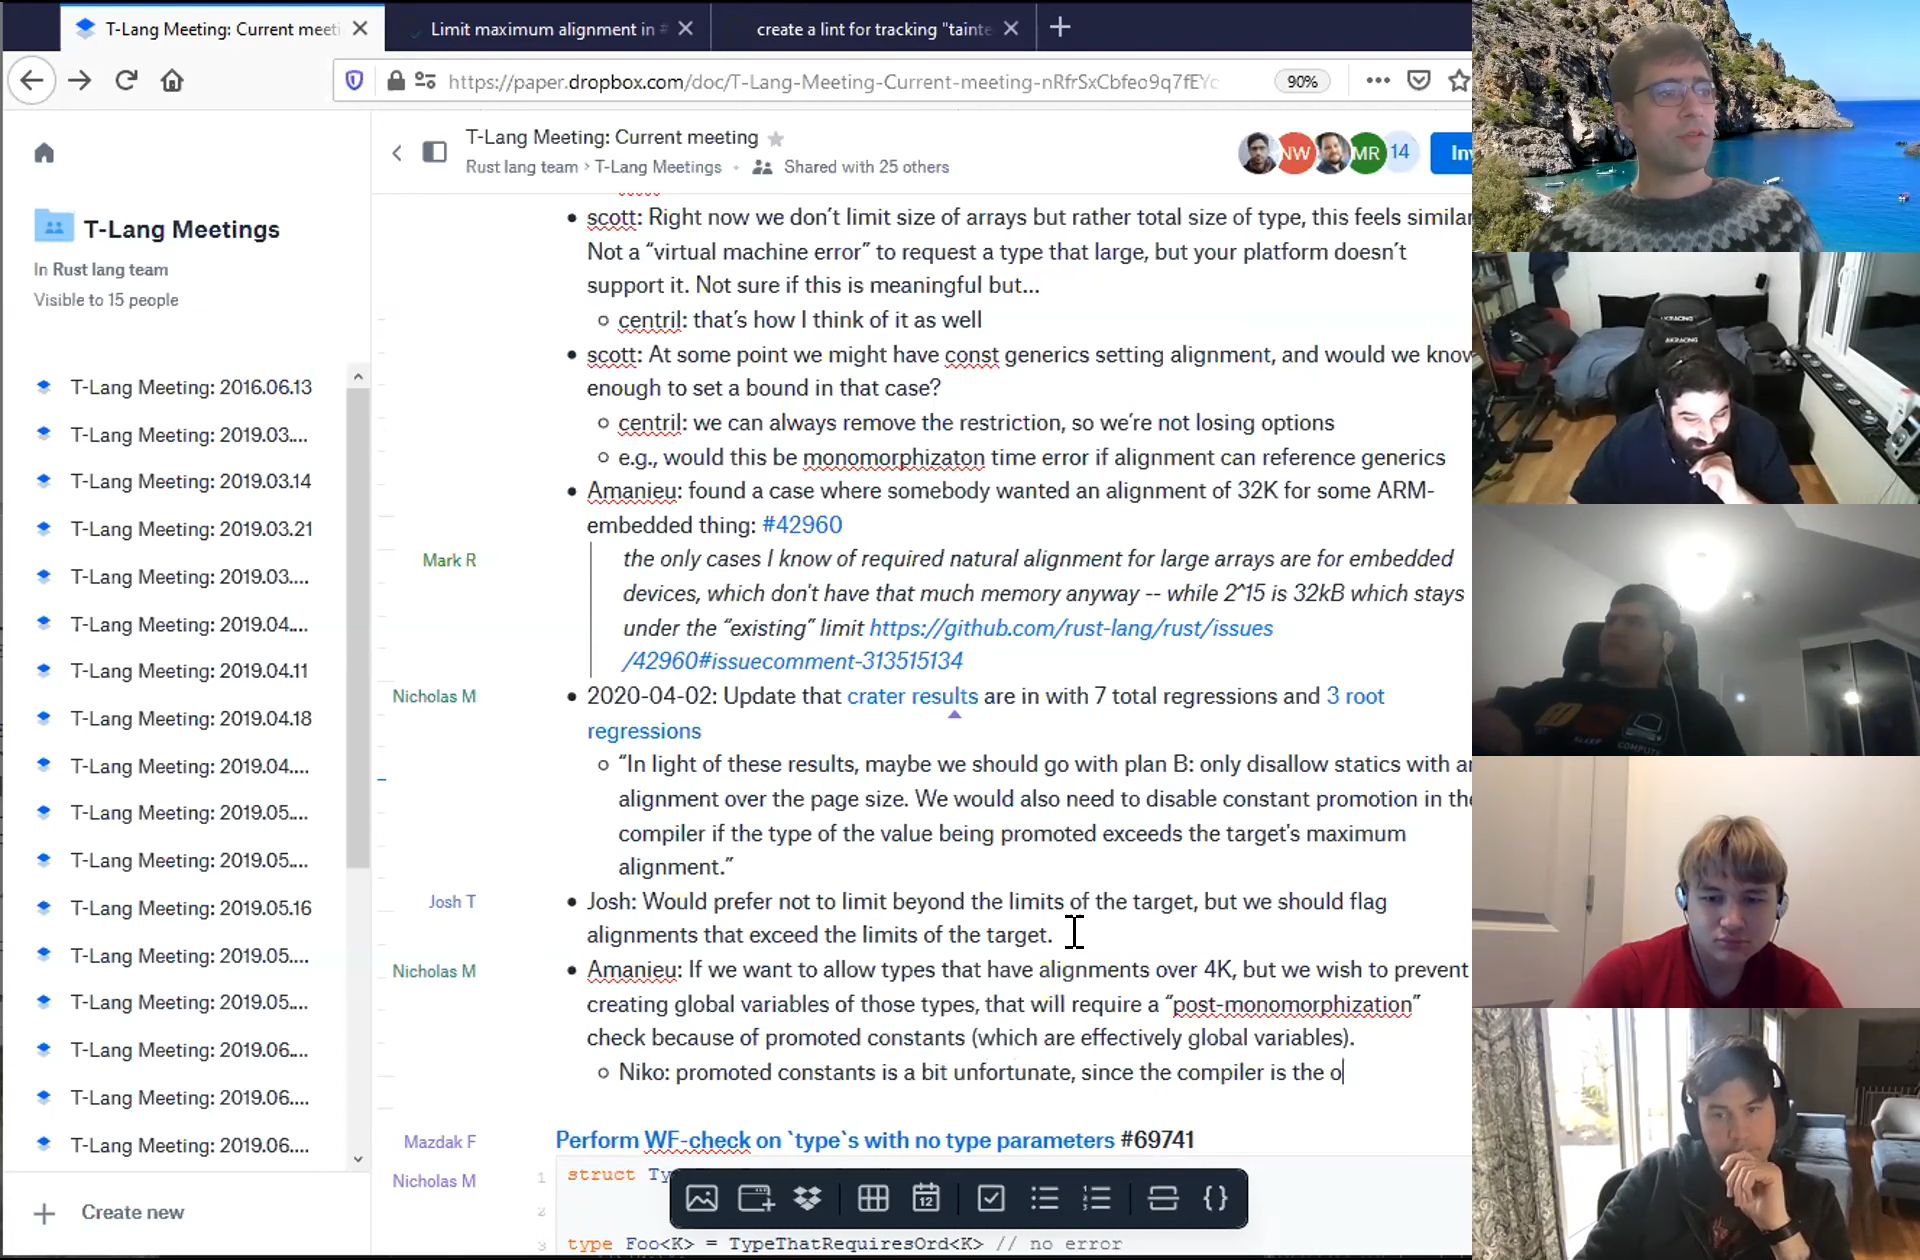 T-Lang Meeting: Current meeti
Limit maximum alignment in #
create a lint for tracking "tainte
https://paper.dropbox.com/doc/T-Lang-Meeting-Current-meeting-nRfrSxCbfeo9q7fEYc
90%
T-Lang Meeting: Current meeting
Rust lang team › T-Lang Meetings • Shared with 25 others
NW
MR
14
Inv
T-Lang Meetings
In Rust lang team
Visible to 15 people
T-Lang Meeting: 2016.06.13
T-Lang Meeting: 2019.03....
T-Lang Meeting: 2019.03.14
T-Lang Meeting: 2019.03.21
T-Lang Meeting: 2019.03....
T-Lang Meeting: 2019.04....
T-Lang Meeting: 2019.04.11
T-Lang Meeting: 2019.04.18
T-Lang Meeting: 2019.04....
T-Lang Meeting: 2019.05....
T-Lang Meeting: 2019.05....
T-Lang Meeting: 2019.05.16
T-Lang Meeting: 2019.05....
T-Lang Meeting: 2019.05....
T-Lang Meeting: 2019.06....
T-Lang Meeting: 2019.06....
T-Lang Meeting: 2019.06....
Create new
• scott: Right now we don’t limit size of arrays but rather total size of type, this feels similar
Not a “virtual machine error” to request a type that large, but your platform doesn’t
support it. Not sure if this is meaningful but...
○ centril: that’s how I think of it as well
• scott: At some point we might have const generics setting alignment, and would we know
enough to set a bound in that case?
○ centril: we can always remove the restriction, so we’re not losing options
○ e.g., would this be monomorphizaton time error if alignment can reference generics
• Amanieu: found a case where somebody wanted an alignment of 32K for some ARM-
embedded thing: #42960
Mark R
the only cases I know of required natural alignment for large arrays are for embedded
devices, which don't have that much memory anyway -- while 2^15 is 32kB which stays
under the “existing” limit https://github.com/rust-lang/rust/issues
/42960#issuecomment-313515134
Nicholas M
• 2020-04-02: Update that crater results are in with 7 total regressions and 3 root
regressions
○ “In light of these results, maybe we should go with plan B: only disallow statics with an
alignment over the page size. We would also need to disable constant promotion in the
compiler if the type of the value being promoted exceeds the target's maximum
alignment.”
Josh T
• Josh: Would prefer not to limit beyond the limits of the target, but we should flag
alignments that exceed the limits of the target.
Nicholas M
• Amanieu: If we want to allow types that have alignments over 4K, but we wish to prevent
creating global variables of those types, that will require a “post-monomorphization”
check because of promoted constants (which are effectively global variables).
○ Niko: promoted constants is a bit unfortunate, since the compiler is the o
Mazdak F
Perform WF-check on `type`s with no type parameters #69741
Nicholas M
1 struct Ty
2
3 type Foo<K> = TypeThatRequiresOrd<K> // no error
12
AKRACING
SLEEP
COMPUTE